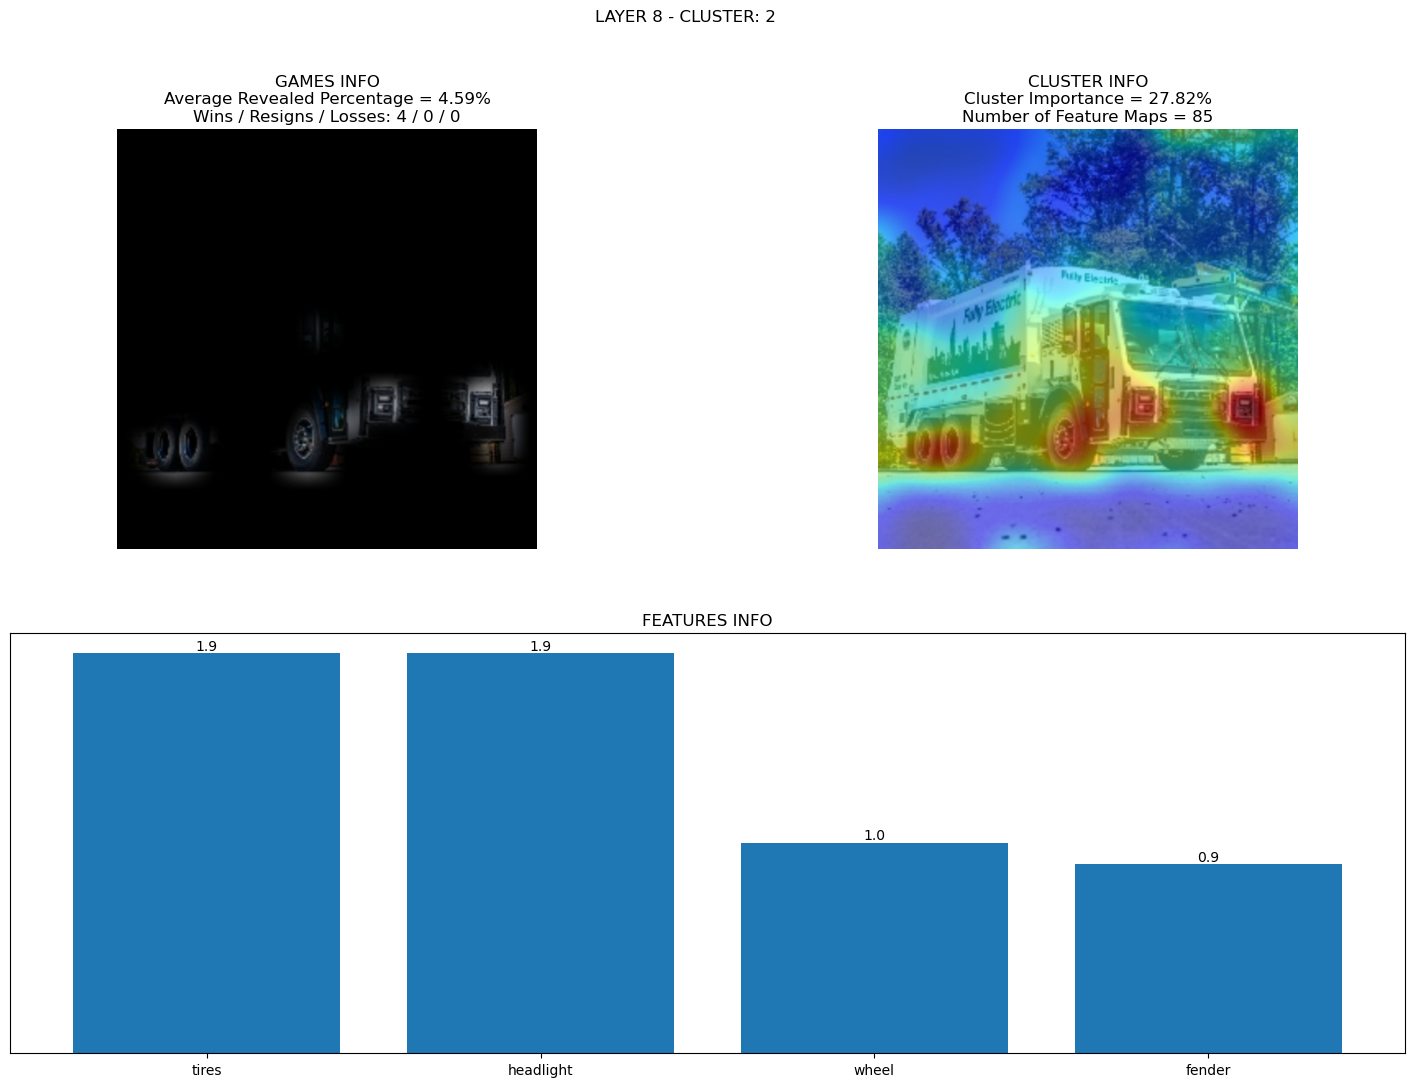 LAYER 8 - CLUSTER: 2
GAMES INFO
Average Revealed Percentage = 4.59%
Wins / Resigns / Losses: 4 / 0 / 0
CLUSTER INFO
Cluster Importance = 27.82%
Number of Feature Maps = 85
Fully Electric
Fully Electric
FEATURES INFO
1.9
1.9
1.0
0.9
tires
headlight
wheel
fender